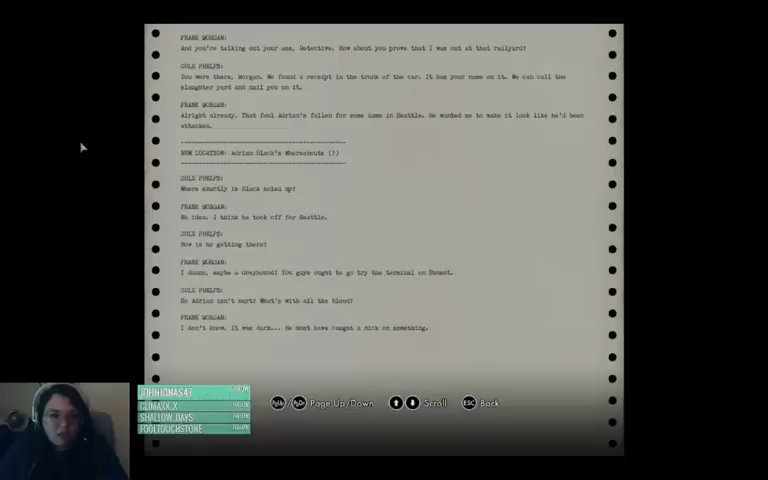 FRANK MORGAN:
And you're talking out your ass, Detective. How about you prove that I was out at that railyard?
COLE PHELPS:
You were there, Morgan. We found a receipt in the trunk of the car. It has your name on it. We can call the
slaughter yard and nail you on it.
FRANK MORGAN:
Alright already. That fool Adrian's fallen for some dame in Seattle. He wanted me to make it look like he'd been
attacked.
NEW LOCATION: Adrian Black's Whereabouts (?)
COLE PHELPS:
Where exactly is Black holed up?
FRANK MORGAN:
No idea. I think he took off for Seattle.
COLE PHELPS:
How is he getting there?
FRANK MORGAN:
I dunno, maybe a Greyhound? You guys ought to go try the terminal on Sunset.
COLE PHELPS:
So Adrian isn't hurt? What's with all the blood?
FRANK MORGAN:
I don't know. It was dark... He must have caught a nick on something.
JOHNIGNAS47
CLIMAXX_X
SHALLOW_DAYS
FOOLTOUCHSTONE
PgUp / PgDn Page Up/Down Scroll ESC Back